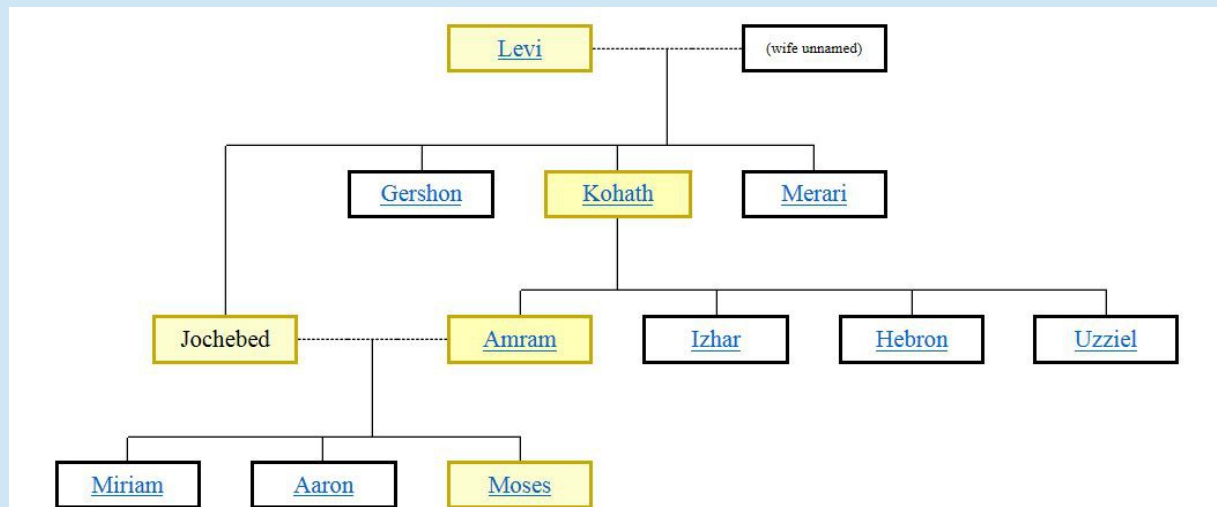 Levi
(wife unnamed)
Gershon
Kohath
Merari
Jochebed
Amram
Izhar
Hebron
Uzziel
Miriam
Aaron
Moses